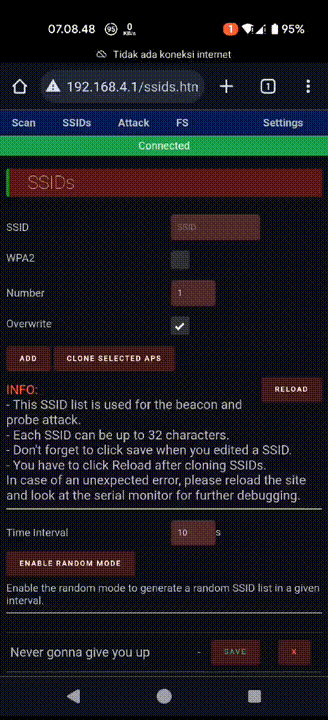 07.08.48 95 0 KB/s 1 95%
Tidak ada koneksi internet
192.168.4.1/ssids.htn 1
Scan SSIDs Attack FS Settings
Connected
SSIDs
SSID SSID
WPA2
Number 1
Overwrite
ADD CLONE SELECTED APS
INFO: RELOAD
- This SSID list is used for the beacon and
probe attack.
- Each SSID can be up to 32 characters.
- Don't forget to click save when you edited a SSID.
- You have to click Reload after cloning SSIDs.
In case of an unexpected error, please reload the site
and look at the serial monitor for further debugging.
Time Interval 10 s
ENABLE RANDOM MODE
Enable the random mode to generate a random SSID list in a given
interval.
Never gonna give you up - SAVE X